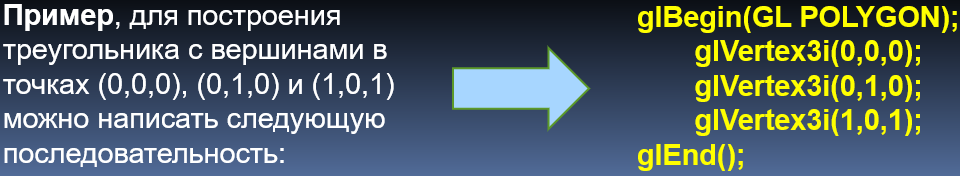 Пример, для построения
треугольника с вершинами в
точках (0,0,0), (0,1,0) и (1,0,1)
можно написать следующую
последовательность:
glBegin(GL POLYGON);
glVertex3i(0,0,0);
glVertex3i(0,1,0);
glVertex3i(1,0,1);
glEnd();